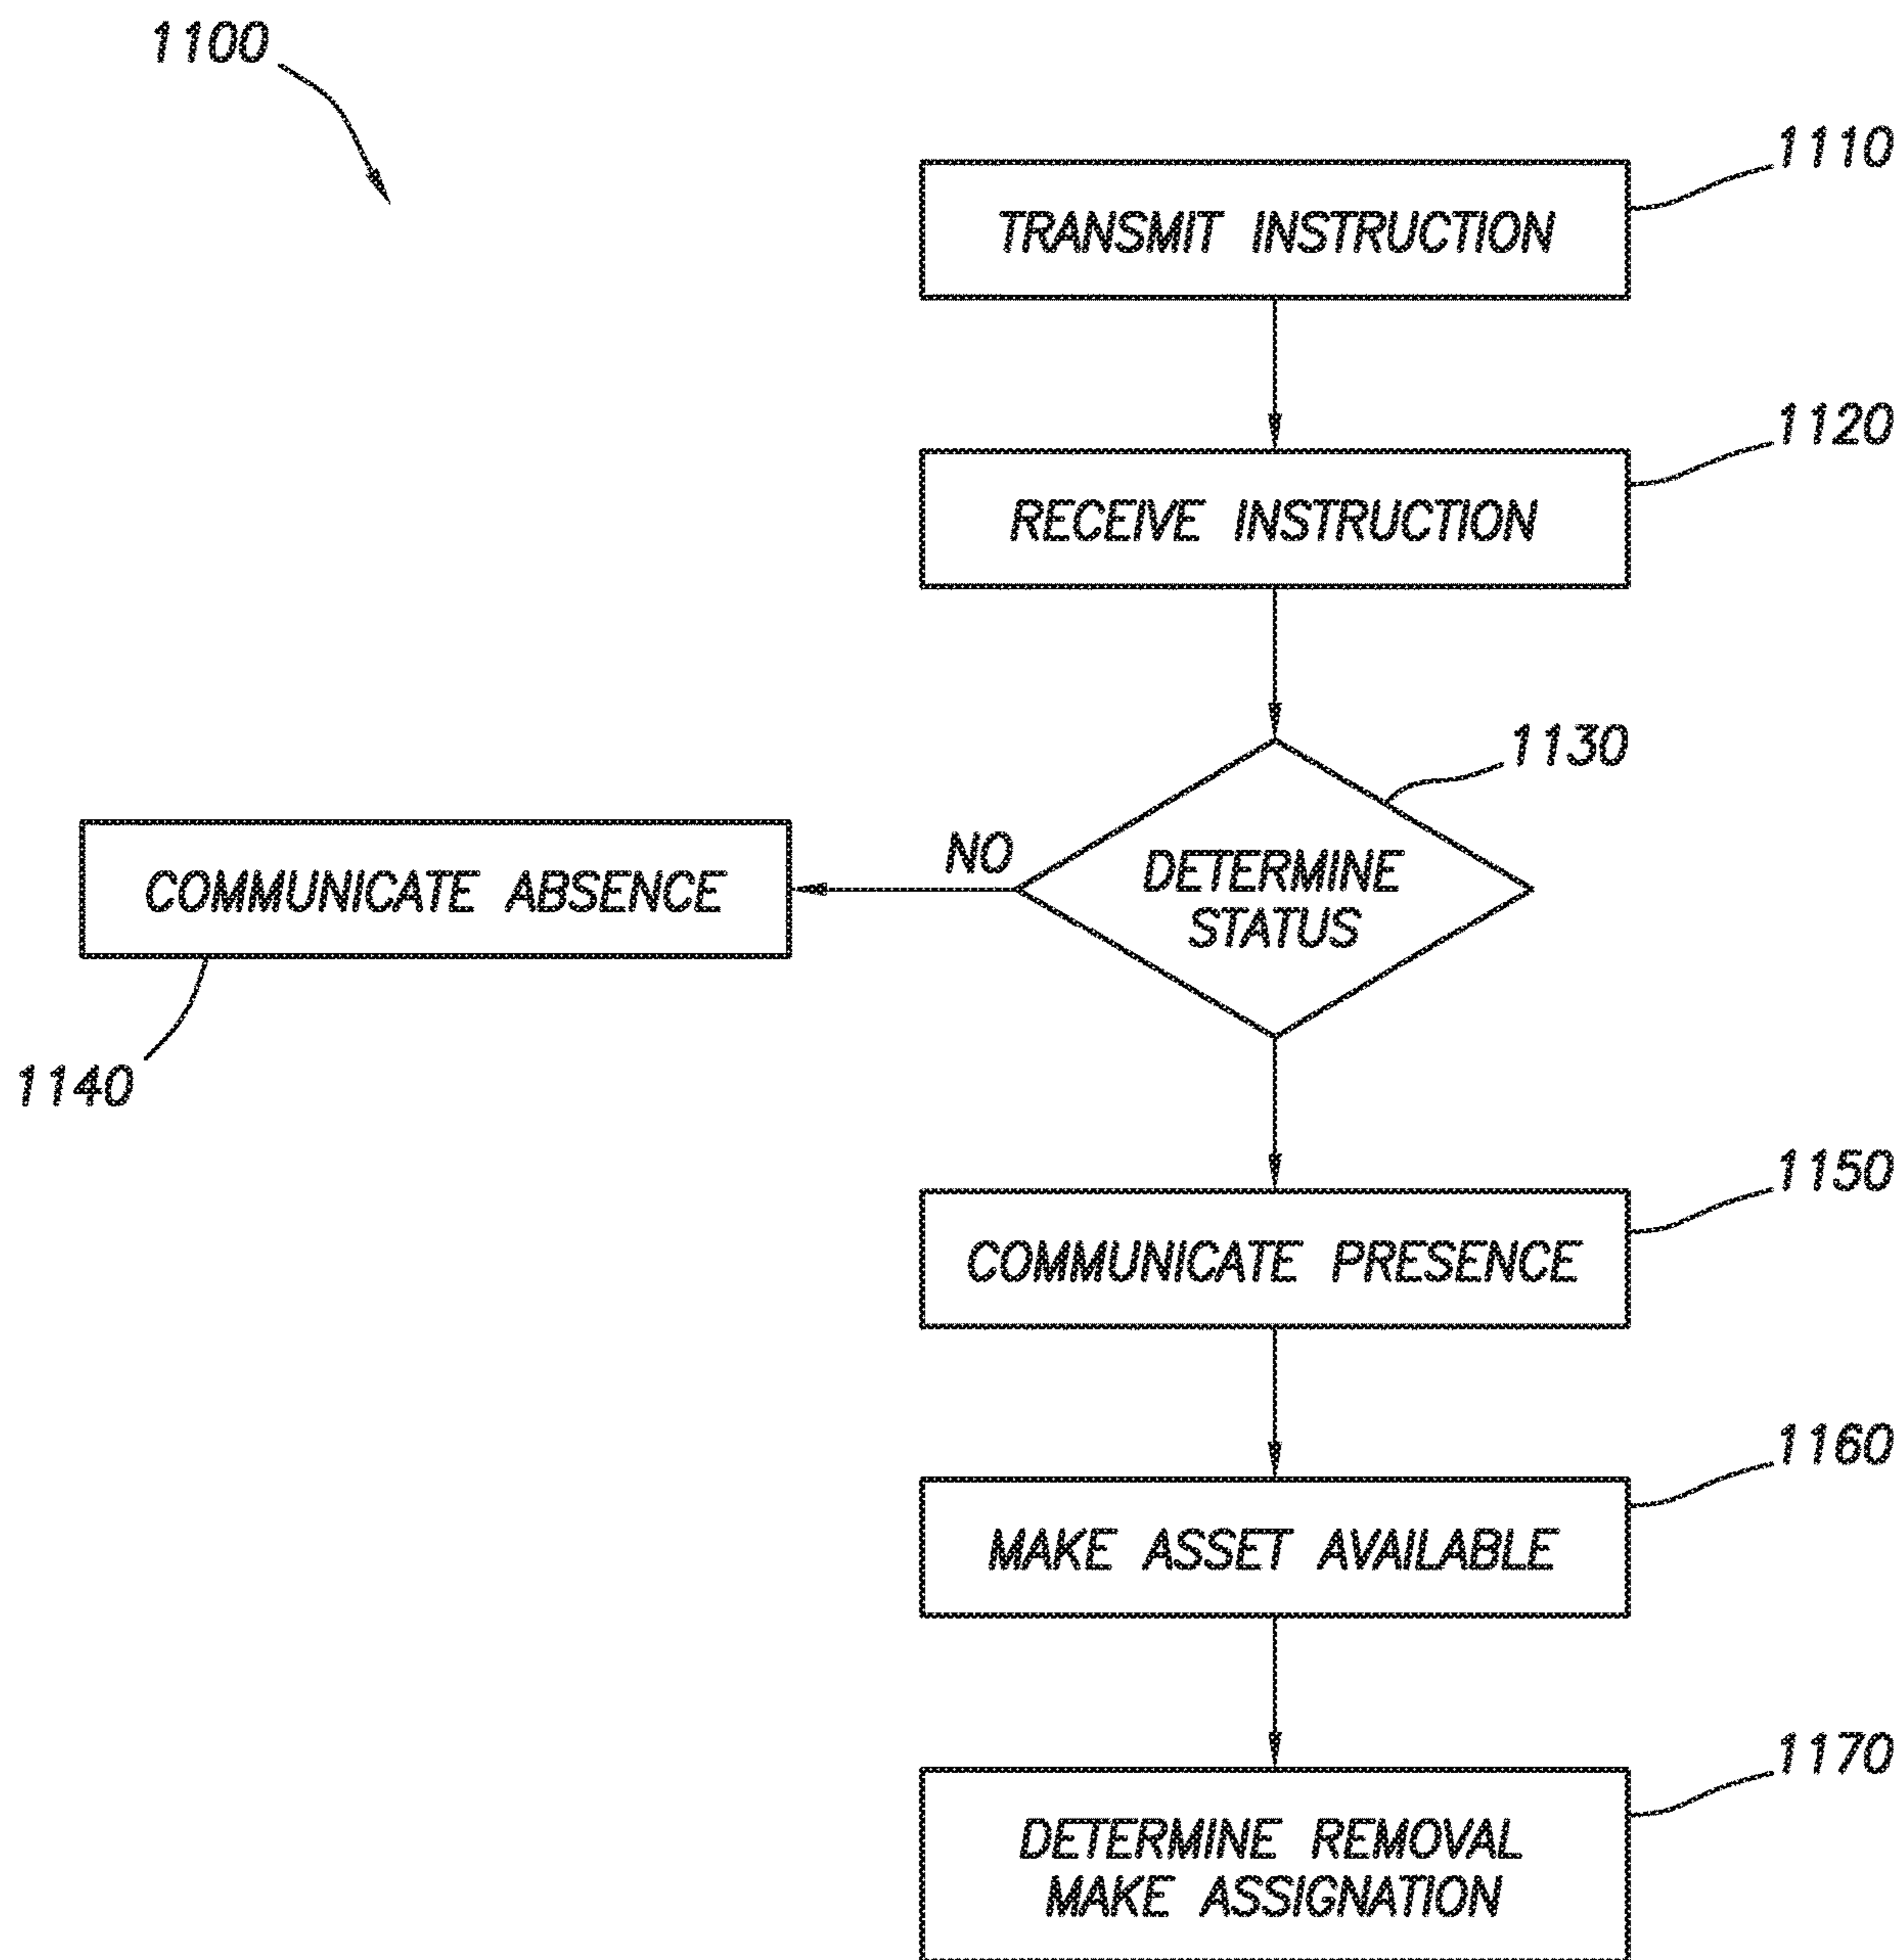 1100
1110
TRANSMIT INSTRUCTION
1120
RECEIVE INSTRUCTION
1130
DETERMINE
STATUS
NO
COMMUNICATE ABSENCE
1140
1150
COMMUNICATE PRESENCE
1160
MAKE ASSET AVAILABLE
1170
DETERMINE REMOVAL
MAKE ASSIGNATION